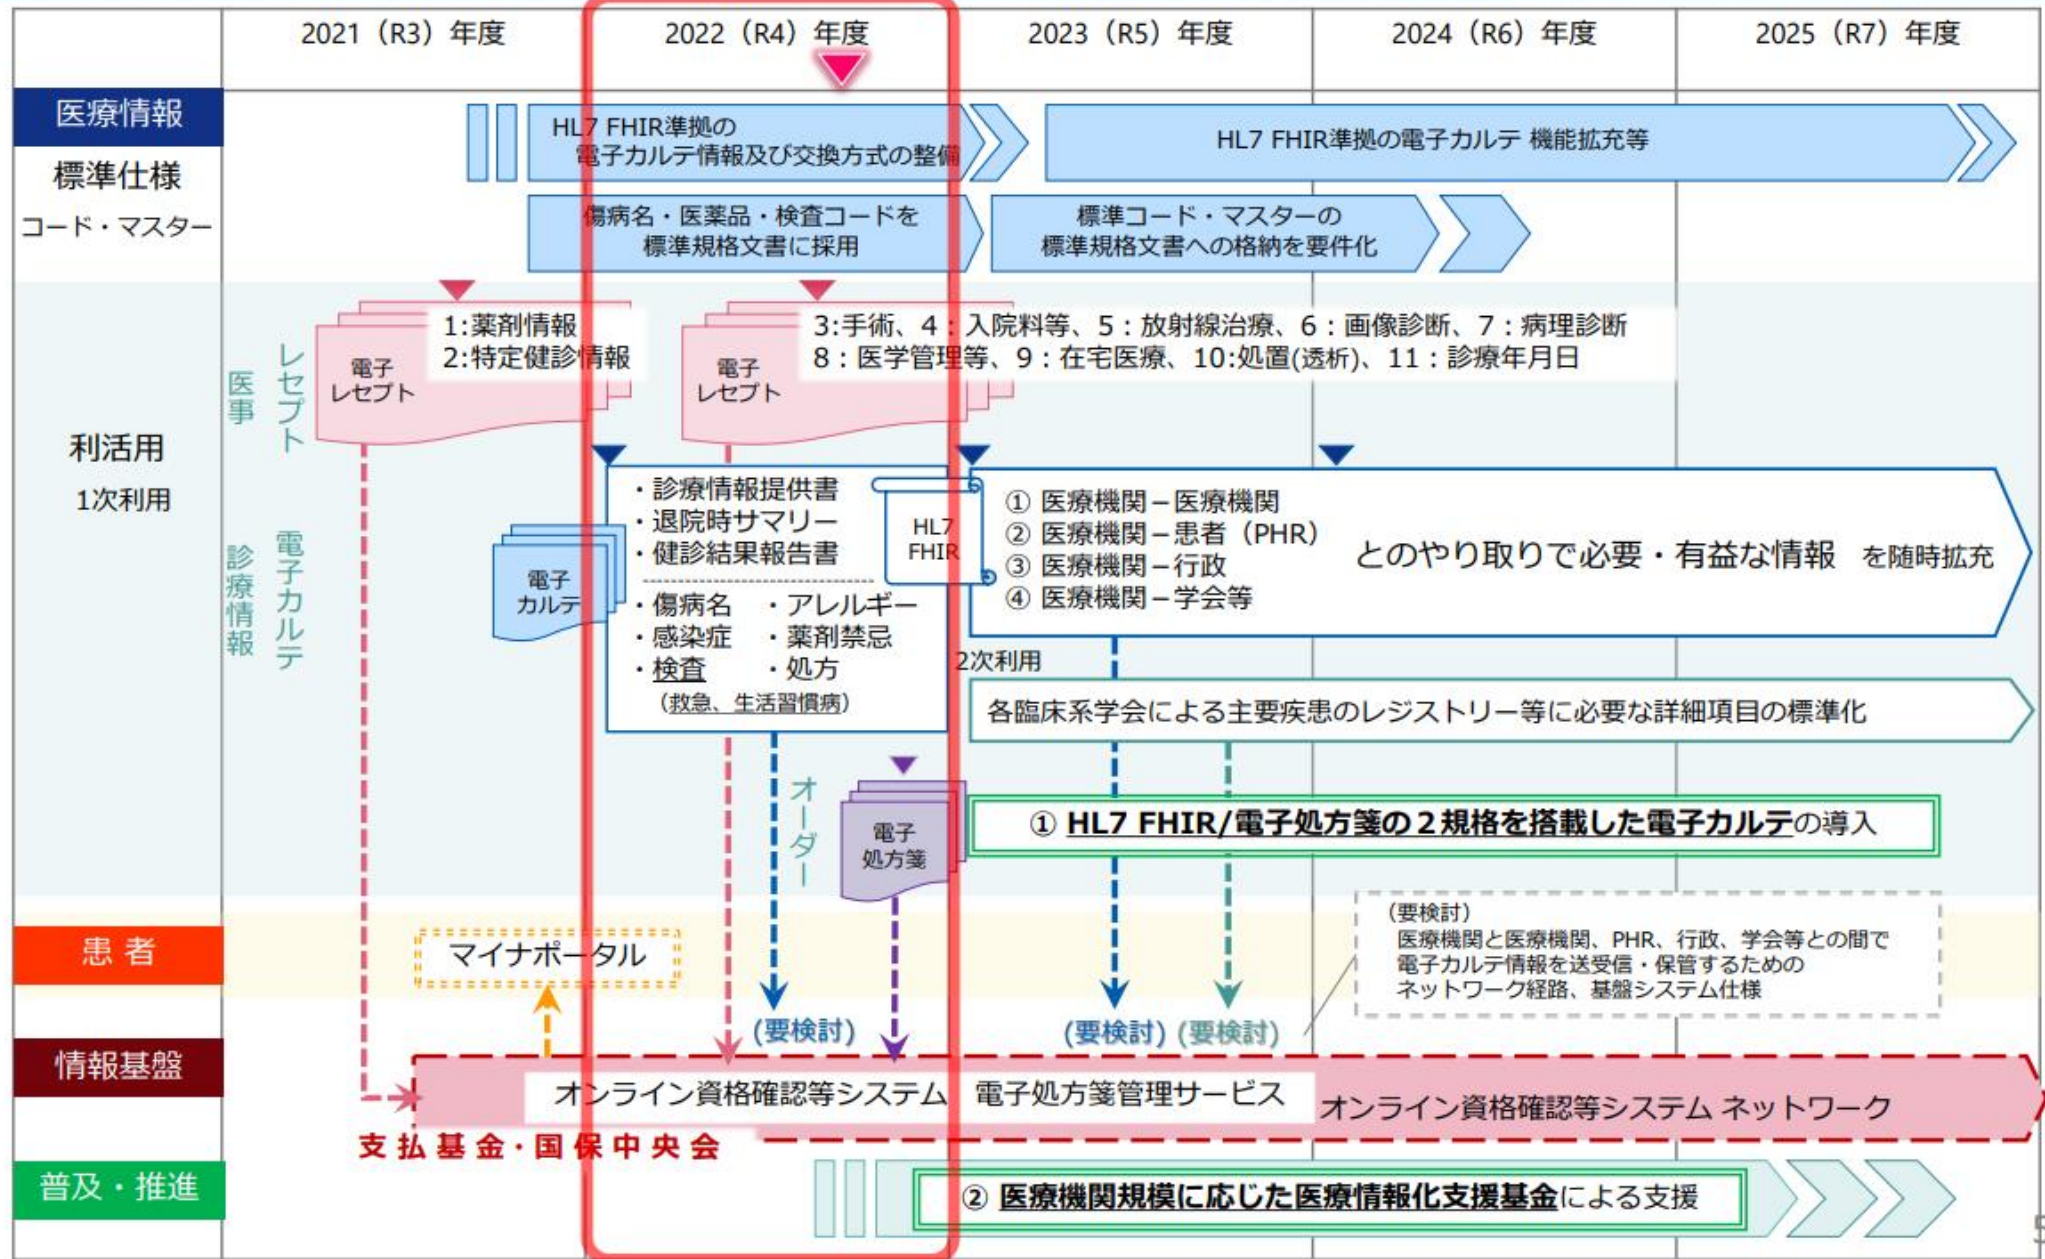 2021（R3）年度
2022（R4）年度
2023（R5）年度
2024（R6）年度
2025（R7）年度
医療情報
標準仕様
コード・マスター
HL7 FHIR準拠の
電子カルテ情報及び交換方式の整備
HL7 FHIR準拠の電子カルテ 機能拡充等
傷病名・医薬品・検査コードを
標準規格文書に採用
標準コード・マスターの
標準規格文書への格納を要件化
利活用
1次利用
医事
レセプト
電子
レセプト
1:薬剤情報
2:特定健診情報
電子
レセプト
3:手術、4：入院料等、5：放射線治療、6：画像診断、7：病理診断
8：医学管理等、9：在宅医療、10:処置(透析)、11：診療年月日
診療情報
電子カルテ
電子
カルテ
・診療情報提供書
・退院時サマリー
・健診結果報告書
・傷病名　・アレルギー
・感染症　・薬剤禁忌
・検査　・処方
（救急、生活習慣病）
HL7
FHIR
① 医療機関－医療機関
② 医療機関－患者（PHR）
③ 医療機関－行政
④ 医療機関－学会等
とのやり取りで必要・有益な情報 を随時拡充
2次利用
各臨床系学会による主要疾患のレジストリー等に必要な詳細項目の標準化
オーダー
電子
処方箋
① HL7 FHIR/電子処方箋の２規格を搭載した電子カルテの導入
患者
マイナポータル
（要検討）
医療機関と医療機関、PHR、行政、学会等との間で
電子カルテ情報を送受信・保管するための
ネットワーク経路、基盤システム仕様
(要検討)
(要検討)
(要検討)
情報基盤
オンライン資格確認等システム
電子処方箋管理サービス
オンライン資格確認等システム ネットワーク
支払基金・国保中央会
普及・推進
② 医療機関規模に応じた医療情報化支援基金による支援
5